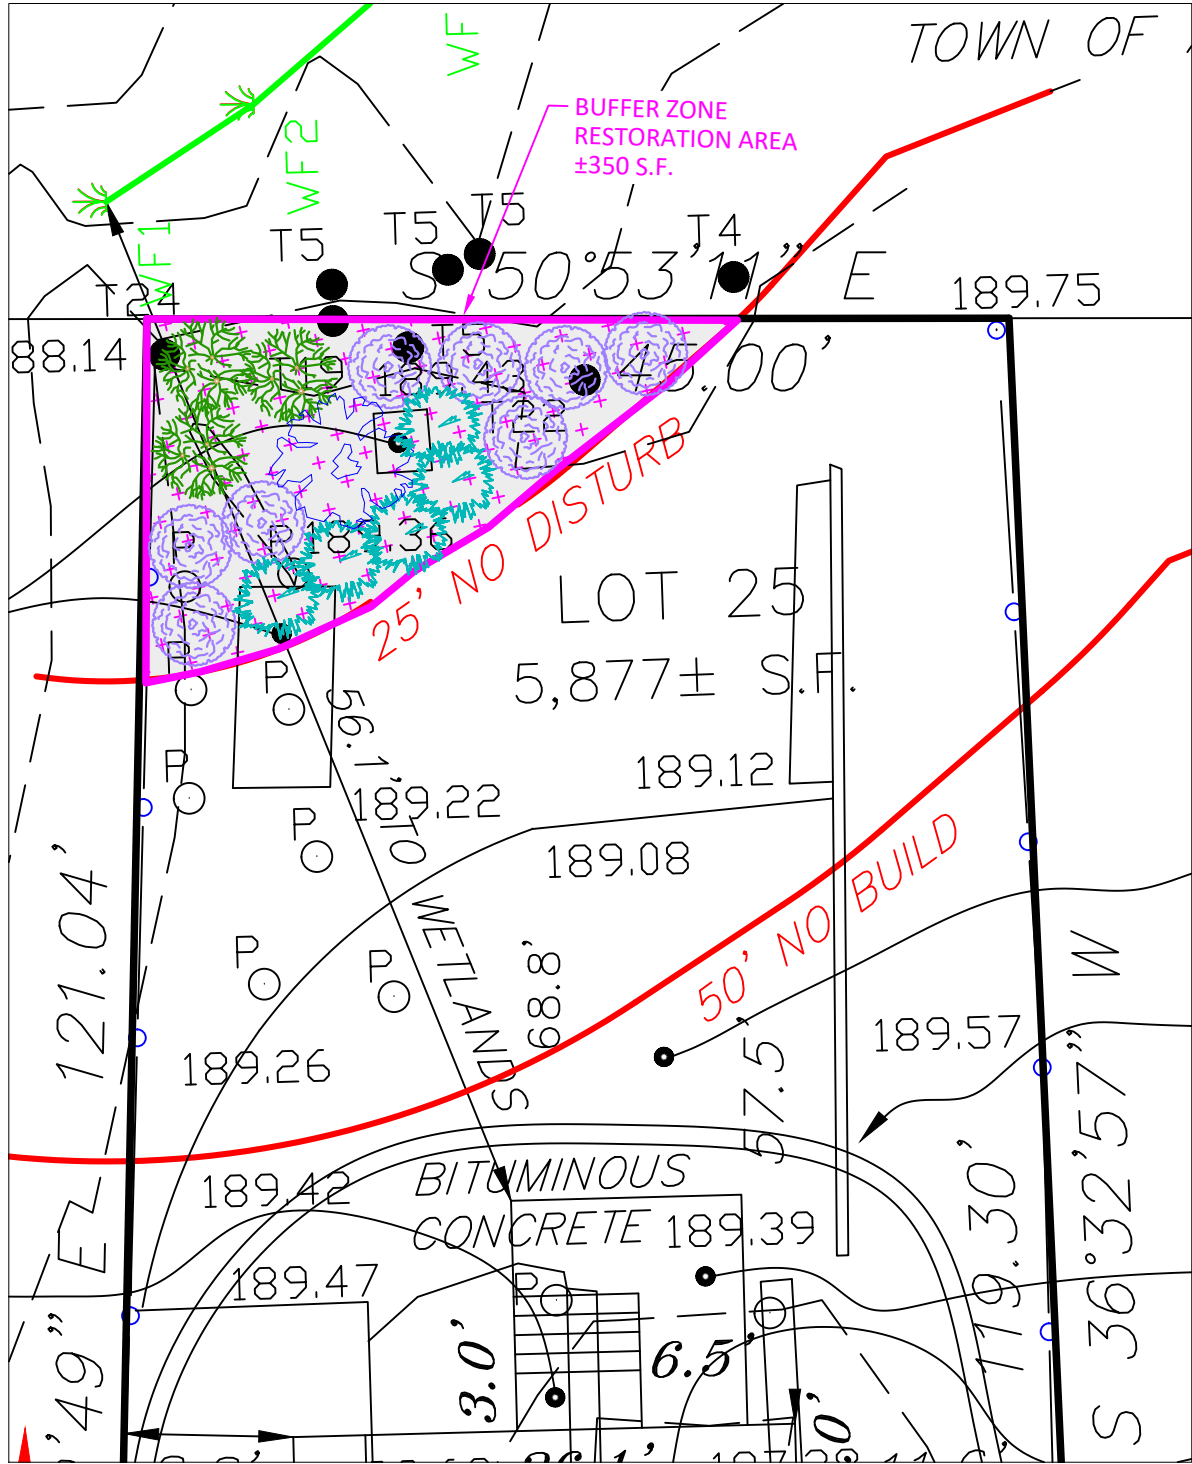 TOWN OF
WF
BUFFER ZONE
RESTORATION AREA
±350 S.F.
WF2
WF1
T5
T5
T5
T4
S 50°53'11" E
189.75
T24
88.14
T5
45.00'
P
P
25' NO DISTURB
LOT 25
5,877± S.F.
P
P
56.1' TO WETLANDS
P
189.22
189.12
P
189.08
121.04'
E
P
P
68.8'
50' NO BUILD
189.26
57.5'
189.57
S 36°32'57" W
119.30'
189.42
BITUMINOUS
CONCRETE
189.39
189.47
P
3.0'
6.5'
49"